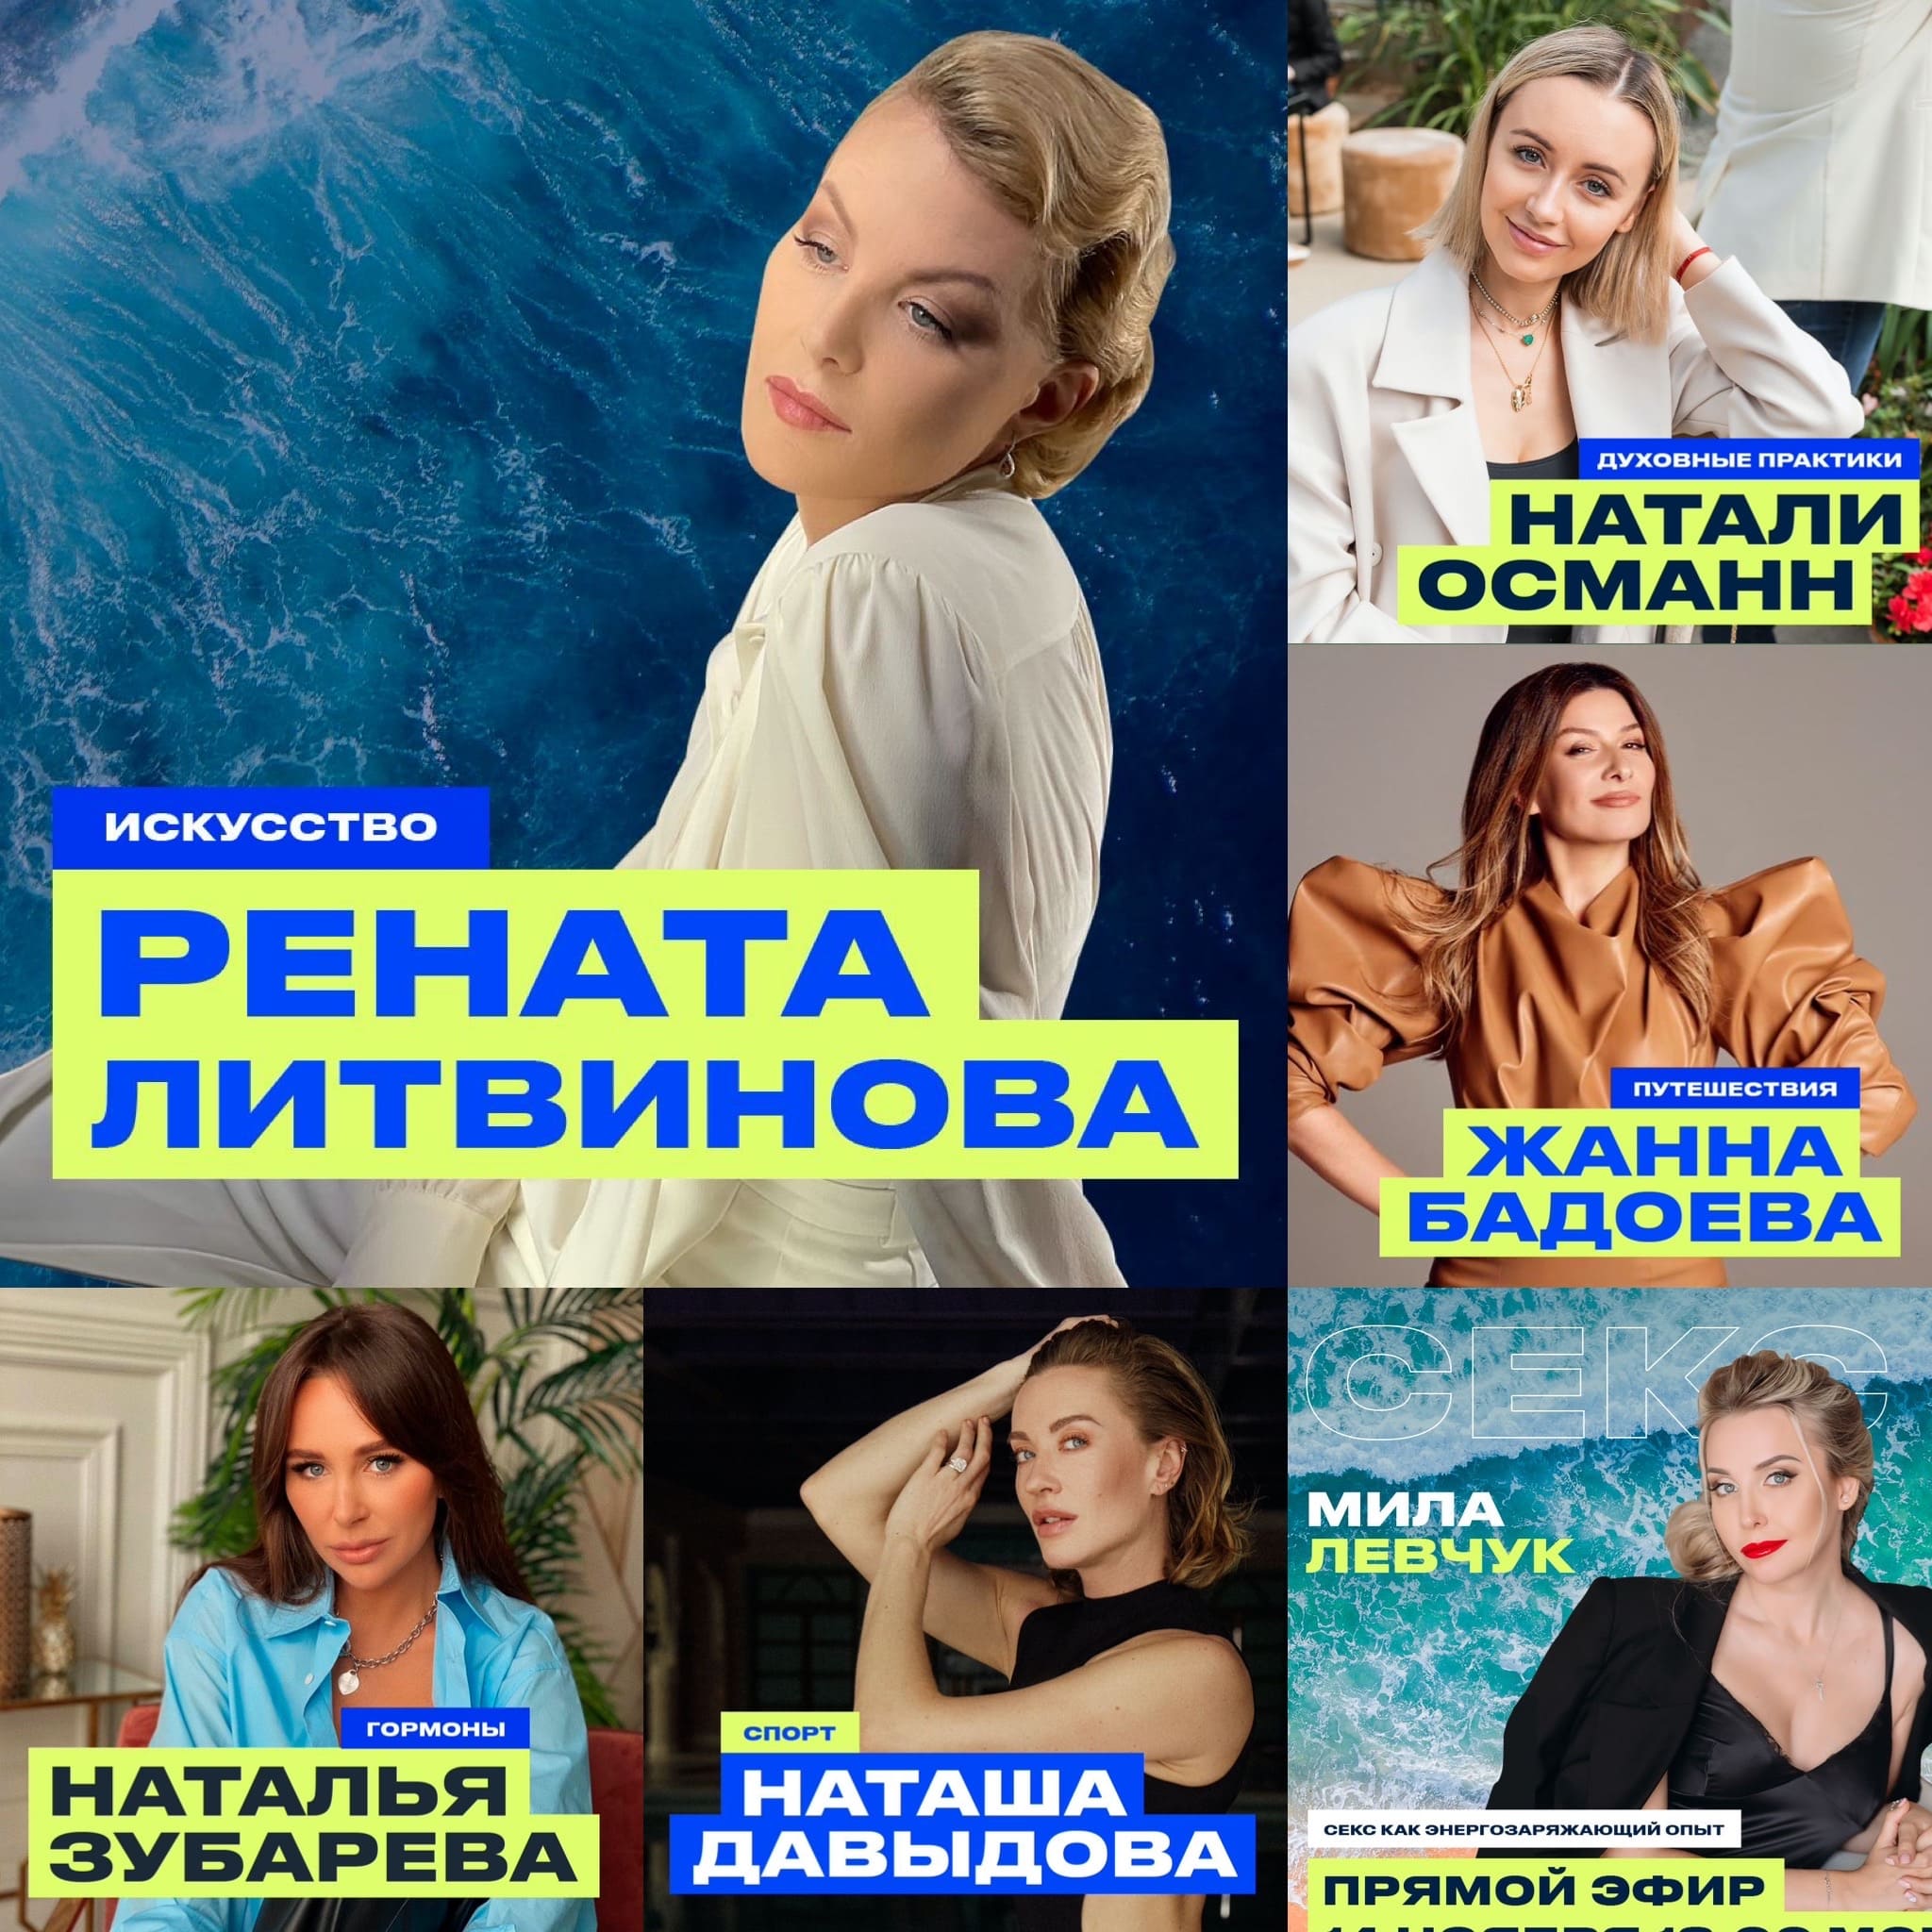 ИСКУССТВО
РЕНАТА
ЛИТВИНОВА
ДУХОВНЫЕ ПРАКТИКИ
НАТАЛИ
ОСМАНН
ПУТЕШЕСТВИЯ
ЖАННА
БАДОЕВА
ГОРМОНЫ
НАТАЛЬЯ
ЗУБАРЕВА
СПОРТ
НАТАША
ДАВЫДОВА
СЕКС
МИЛА
ЛЕВЧУК
СЕКС КАК ЭНЕРГОЗАРЯЖАЮЩИЙ ОПЫТ
ПРЯМОЙ ЭФИР